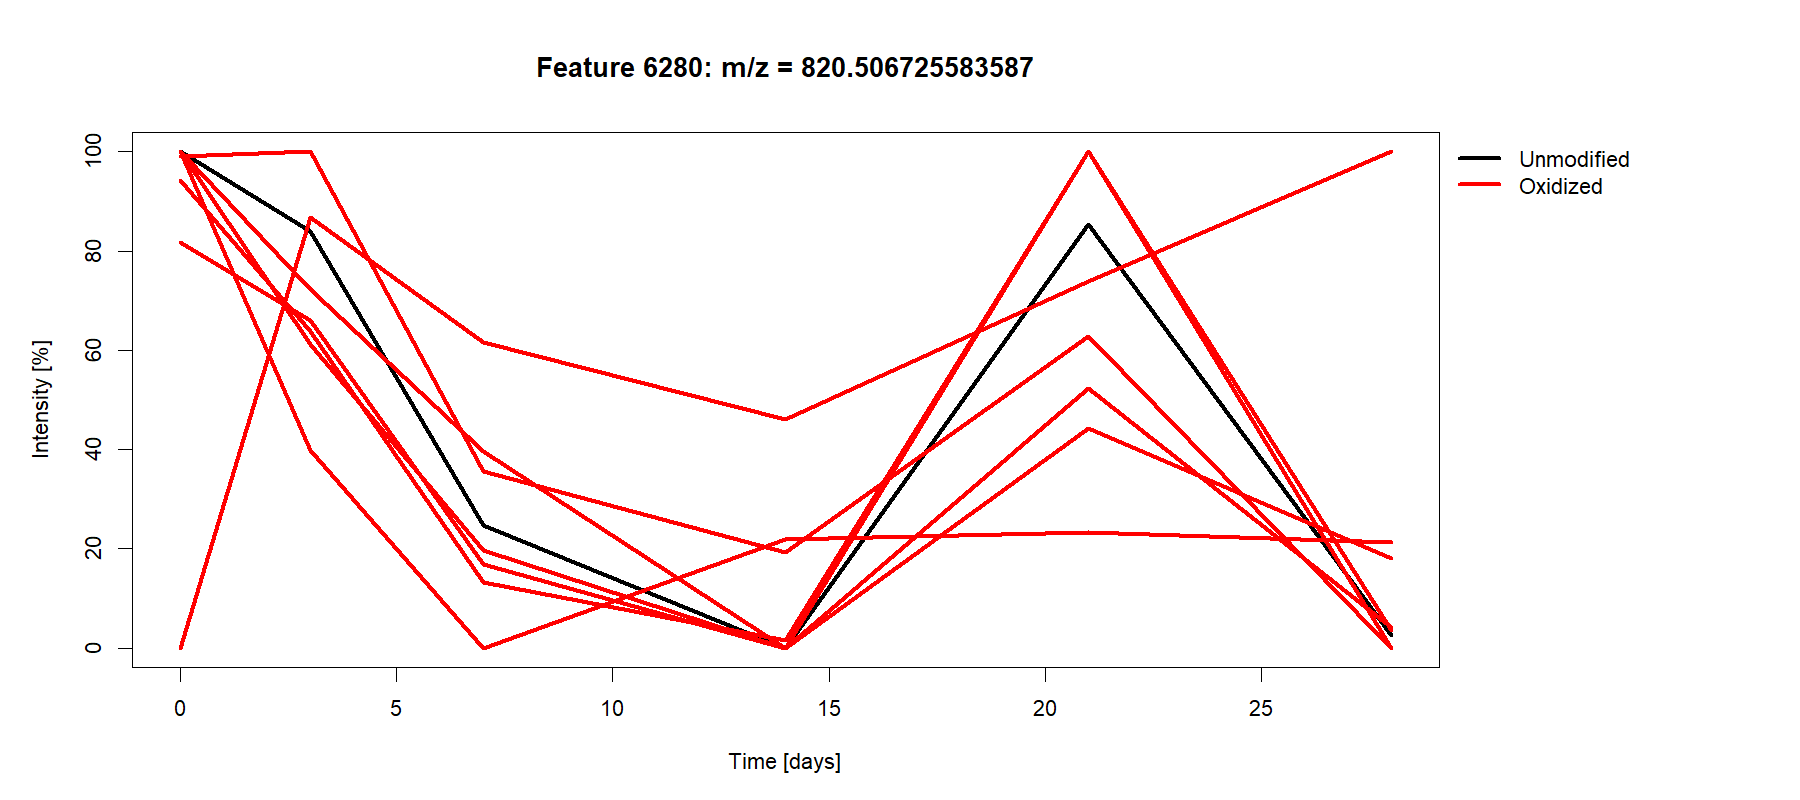 Feature 6280: m/z = 820.506725583587
Unmodified
Oxidized
Intensity [%]
100
80
60
40
20
0
0 5 10 15 20 25
Time [days]